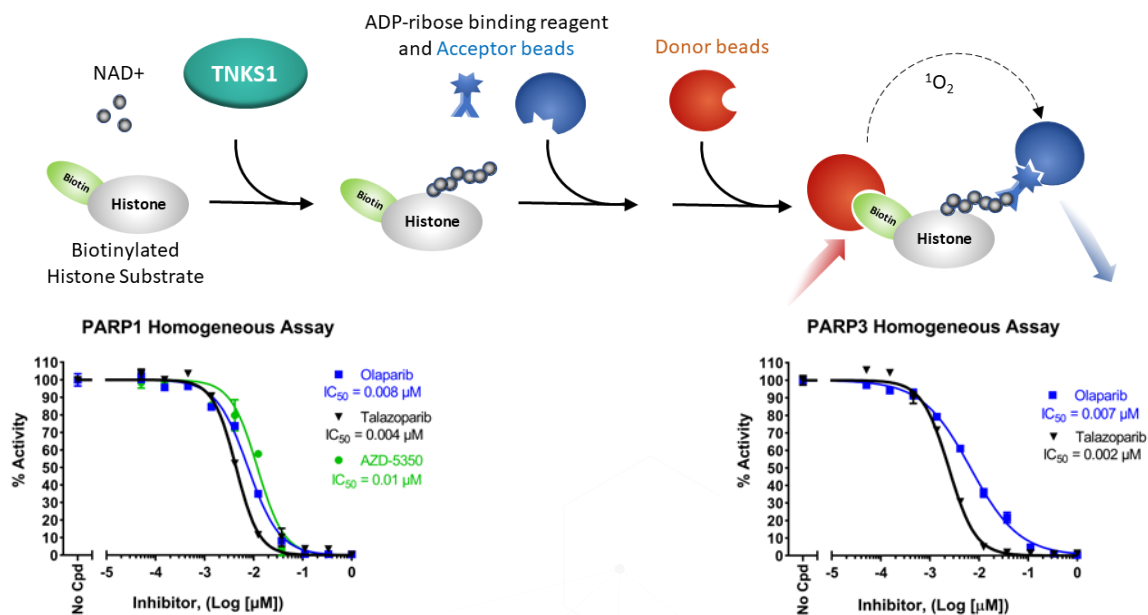 ADP-ribose binding reagent
and Acceptor beads
Donor beads
NAD+
TNKS1
¹O₂
Biotin
Histone
Biotinylated
Histone Substrate
Biotin
Histone
Biotin
Histone
PARP1 Homogeneous Assay
% Activity
110
100
90
80
70
60
50
40
30
20
10
0
Olaparib
IC₅₀ = 0.008 µM
Talazoparib
IC₅₀ = 0.004 µM
AZD-5350
IC₅₀ = 0.01 µM
No Cpd
-5 -4 -3 -2 -1 0
Inhibitor, (Log [µM])
PARP3 Homogeneous Assay
% Activity
110
100
90
80
70
60
50
40
30
20
10
0
Olaparib
IC₅₀ = 0.007 µM
Talazoparib
IC₅₀ = 0.002 µM
No Cpd
-5 -4 -3 -2 -1 0
Inhibitor, (Log [µM])